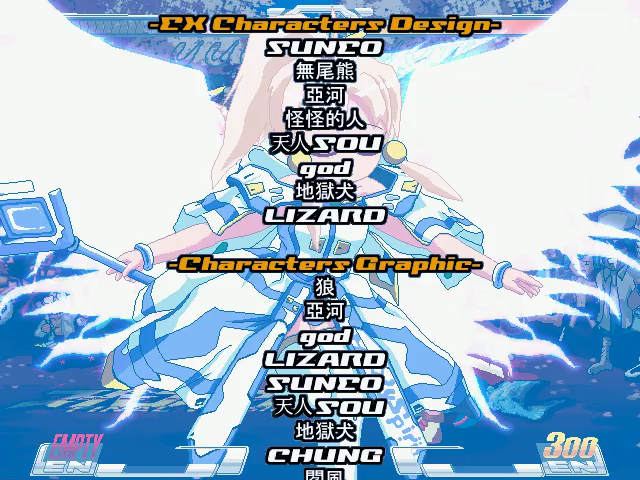 -EX Characters Design-
SUNEO
無尾熊
亞河
怪怪的人
天人SOU
god
地獄犬
LIZARD
-Characters Graphic-
狼
亞河
god
LIZARD
SUNEO
天人SOU
地獄犬
CHUNG
EMPTY
300
EN
EN